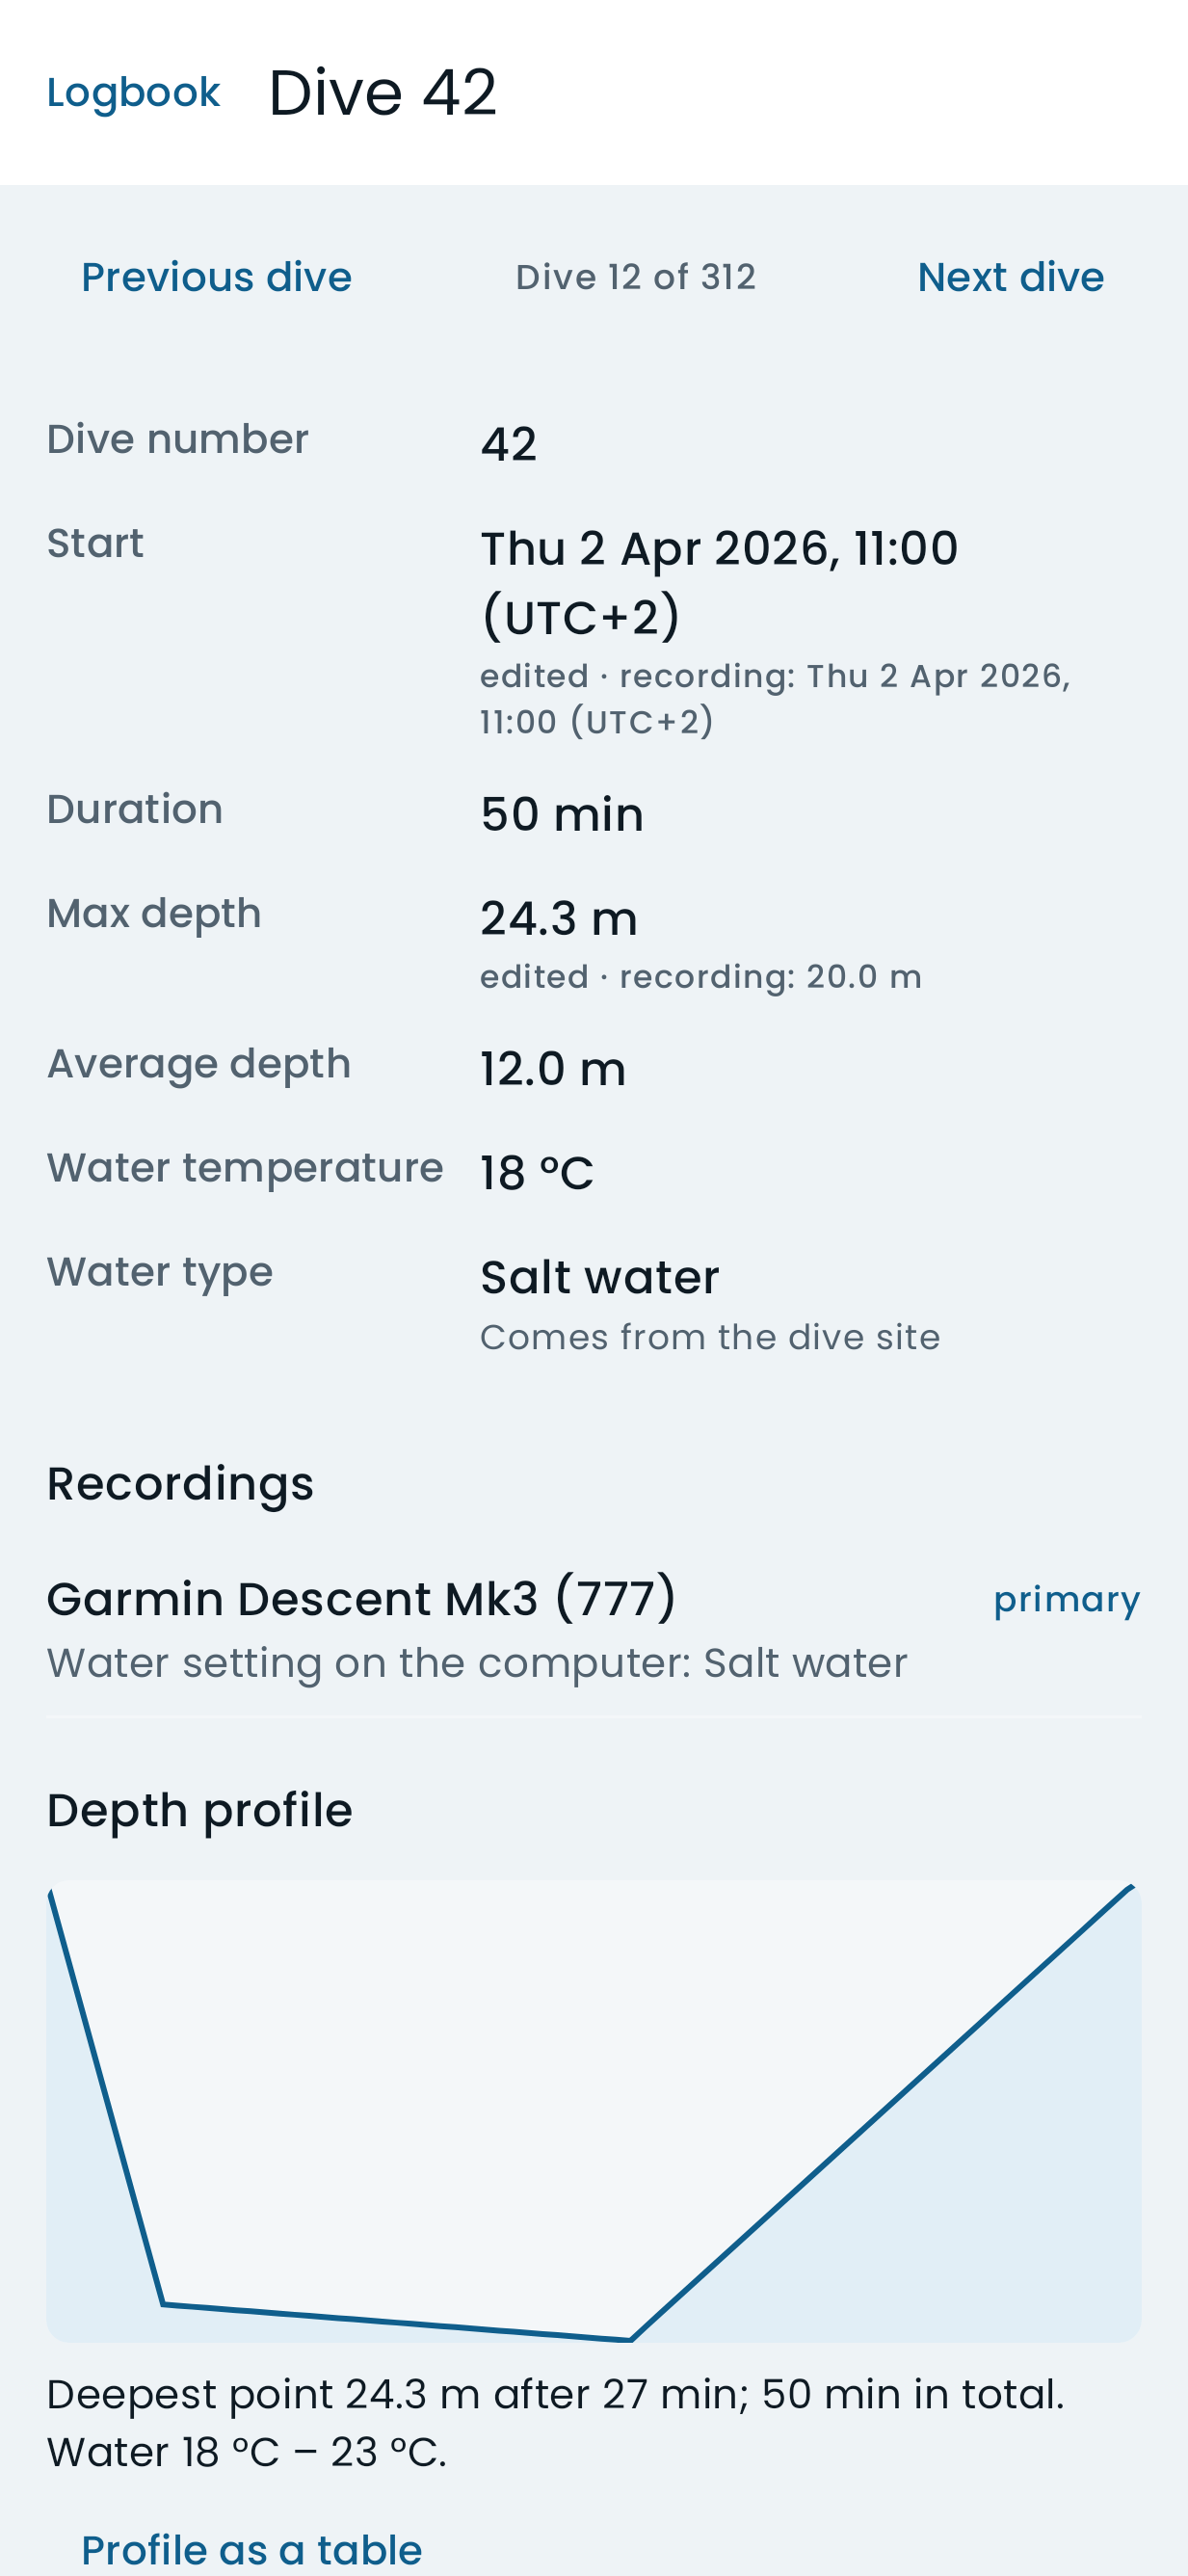 Logbook Dive 42
Previous dive Dive 12 of 312 Next dive
Dive number 42
Start Thu 2 Apr 2026, 11:00
(UTC+2)
edited · recording: Thu 2 Apr 2026,
11:00 (UTC+2)
Duration 50 min
Max depth 24.3 m
edited · recording: 20.0 m
Average depth 12.0 m
Water temperature 18 °C
Water type Salt water
Comes from the dive site
Recordings
Garmin Descent Mk3 (777) primary
Water setting on the computer: Salt water
Depth profile
Deepest point 24.3 m after 27 min; 50 min in total.
Water 18 °C – 23 °C.
Profile as a table